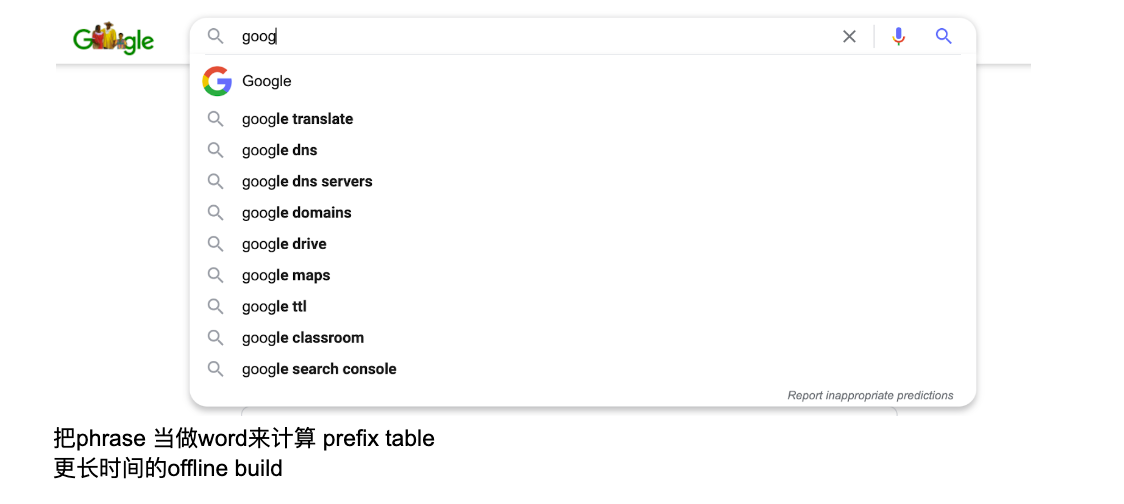 Google
goog
Google
google translate
google dns
google dns servers
google domains
google drive
google maps
google ttl
google classroom
google search console
Report inappropriate predictions
把phrase 当做word来计算 prefix table
更长时间的offline build